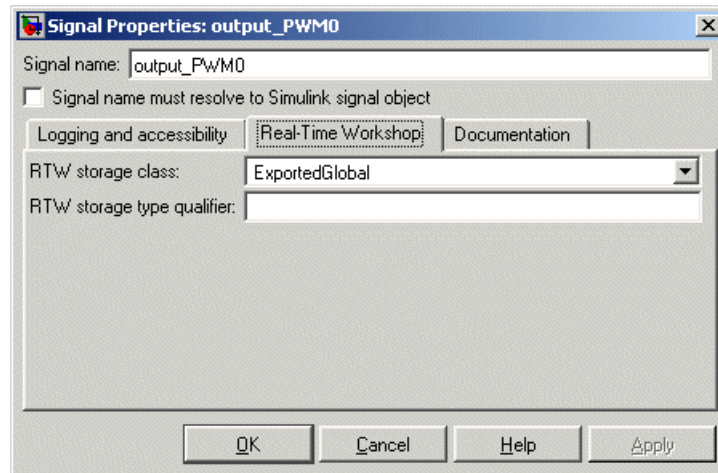 Signal Properties: output_PWM0
Signal name: output_PWM0
Signal name must resolve to Simulink signal object
Logging and accessibility Real-Time Workshop Documentation
RTW storage class: ExportedGlobal
RTW storage type qualifier:
OK Cancel Help Apply